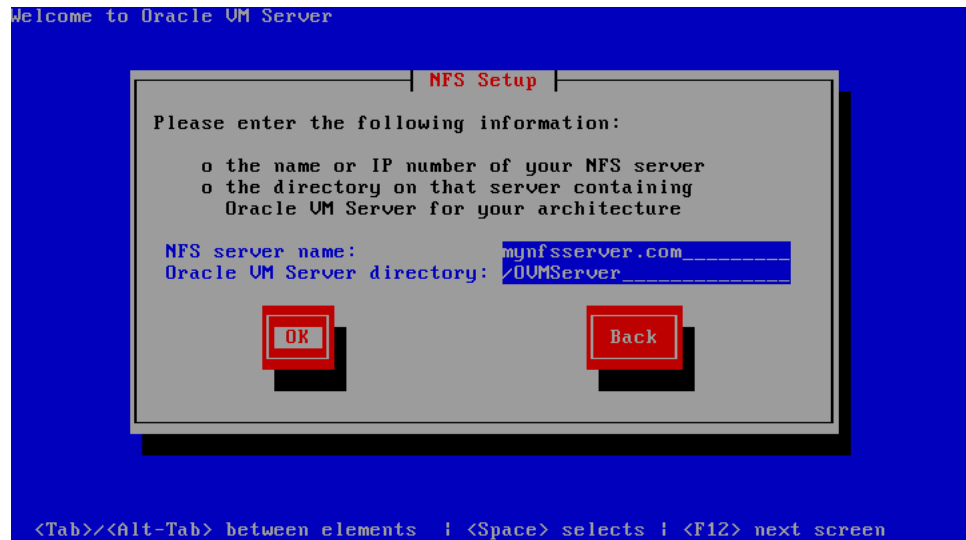 Welcome to Oracle VM Server
NFS Setup
Please enter the following information:
o the name or IP number of your NFS server
o the directory on that server containing
Oracle VM Server for your architecture
NFS server name: mynfsserver.com_________
Oracle VM Server directory: /OVMServer______________
OK Back
<Tab>/<Alt-Tab> between elements | <Space> selects | <F12> next screen